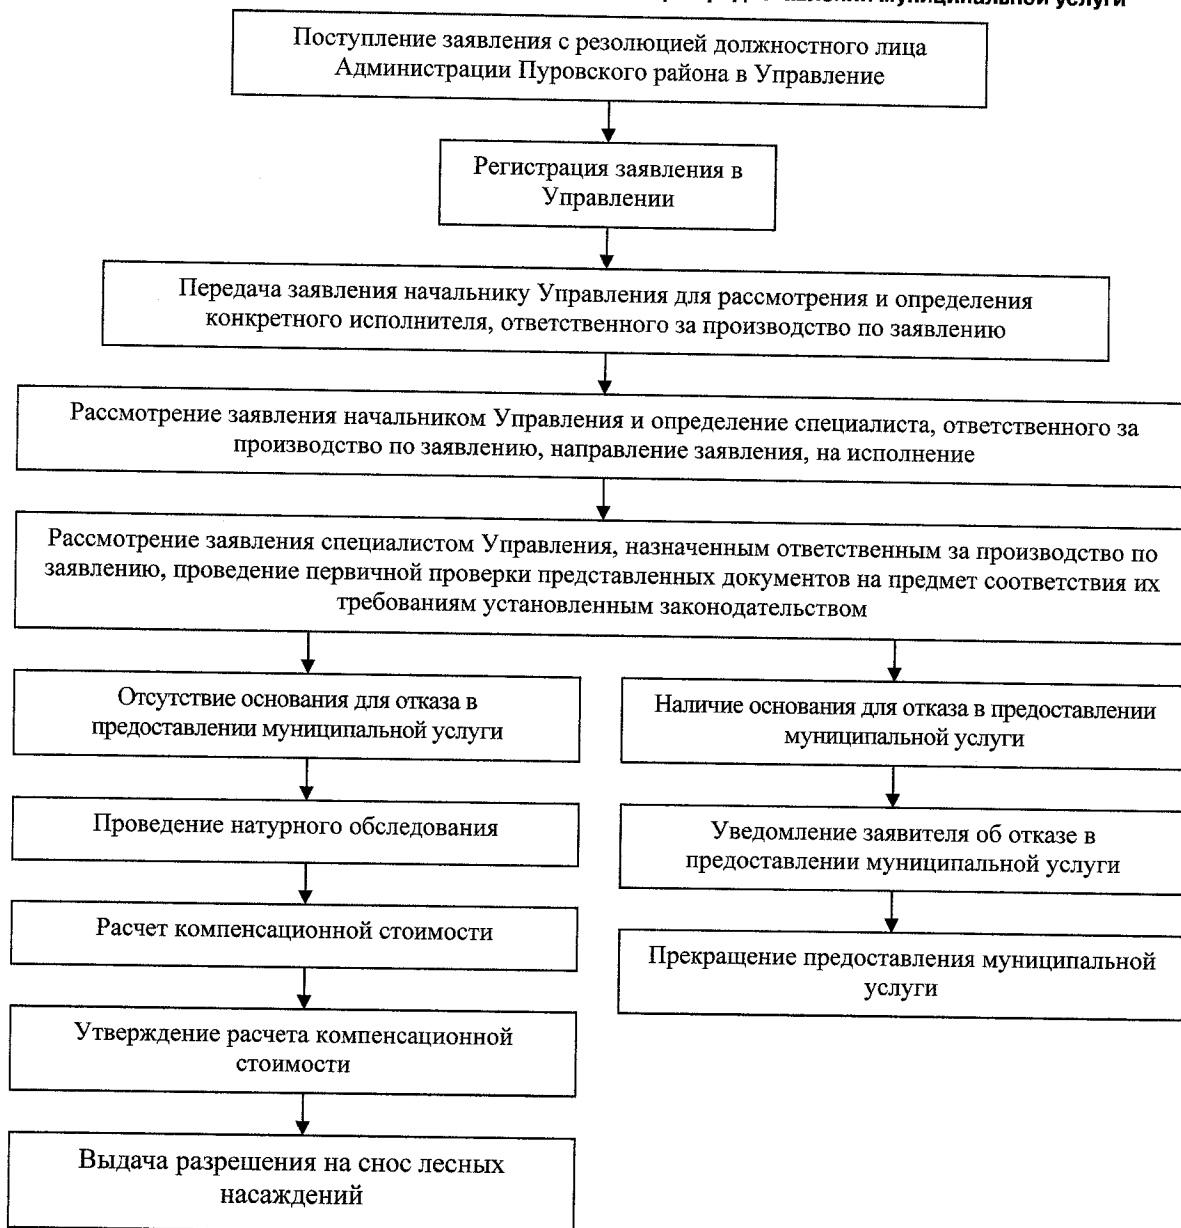 муниципальной услуги
Поступление заявления с резолюцией должностного лица
Администрации Пуровского района в Управление
Регистрация заявления в
Управлении
Передача заявления начальнику Управления для рассмотрения и определения
конкретного исполнителя, ответственного за производство по заявлению
Рассмотрение заявления начальником Управления и определение специалиста, ответственного за
производство по заявлению, направление заявления, на исполнение
Рассмотрение заявления специалистом Управления, назначенным ответственным за производство по
заявлению, проведение первичной проверки представленных документов на предмет соответствия их
требованиям установленным законодательством
Отсутствие основания для отказа в
предоставлении муниципальной услуги
Проведение натурного обследования
Расчет компенсационной стоимости
Утверждение расчета компенсационной
стоимости
Выдача разрешения на снос лесных
насаждений
Наличие основания для отказа в предоставлении
муниципальной услуги
Уведомление заявителя об отказе в
предоставлении муниципальной услуги
Прекращение предоставления муниципальной
услуги